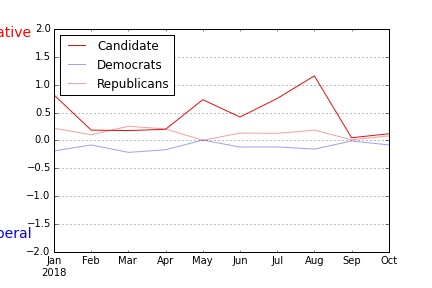 ative
2.0
1.5
1.0
0.5
0.0
−0.5
−1.0
−1.5
−2.0
peral
Candidate
Democrats
Republicans
Jan Feb Mar Apr May Jun Jul Aug Sep Oct
2018